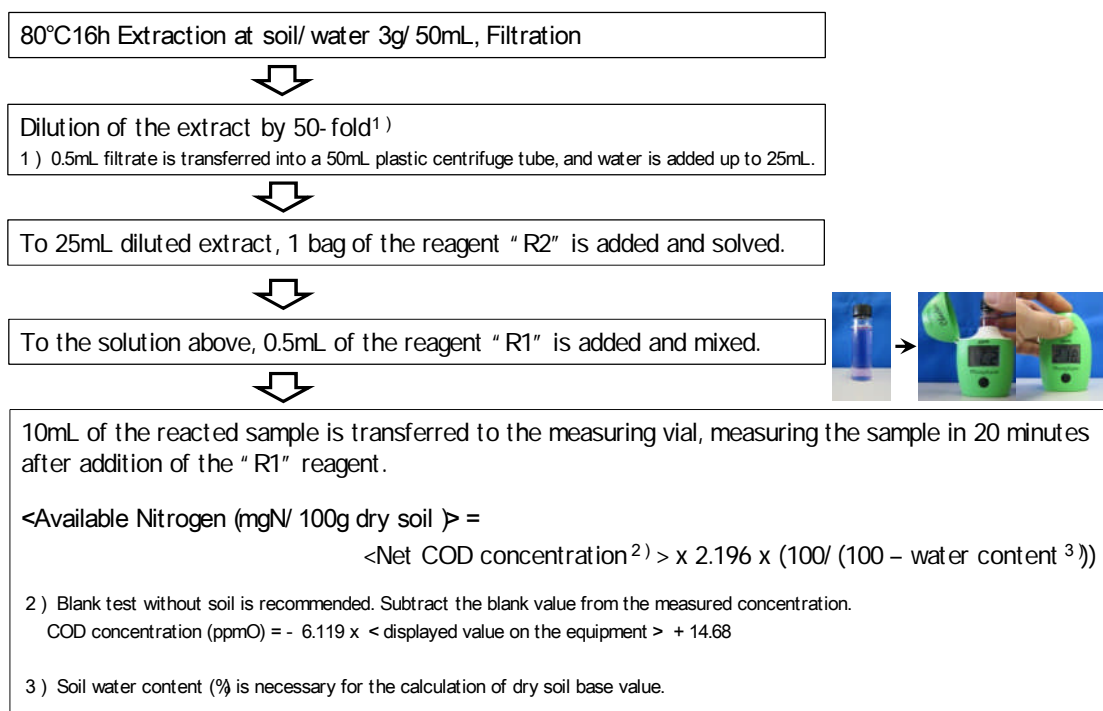 80°C16h Extraction at soil/ water 3g/ 50mL, Filtration
Dilution of the extract by 50- fold1)
1) 0.5mL filtrate is transferred into a 50mL plastic centrifuge tube, and water is added up to 25mL.
To 25mL diluted extract, 1 bag of the reagent “R2” is added and solved.
To the solution above, 0.5mL of the reagent “R1” is added and mixed.
10mL of the reacted sample is transferred to the measuring vial, measuring the sample in 20 minutes
after addition of the “R1” reagent.
<Available Nitrogen (mgN/ 100g dry soil )> =
<Net COD concentration2)> x 2.196 x (100/ (100 – water content3)))
2) Blank test without soil is recommended. Subtract the blank value from the measured concentration.
COD concentration (ppmO) = - 6.119 x < displayed value on the equipment > + 14.68
3) Soil water content (%) is necessary for the calculation of dry soil base value.